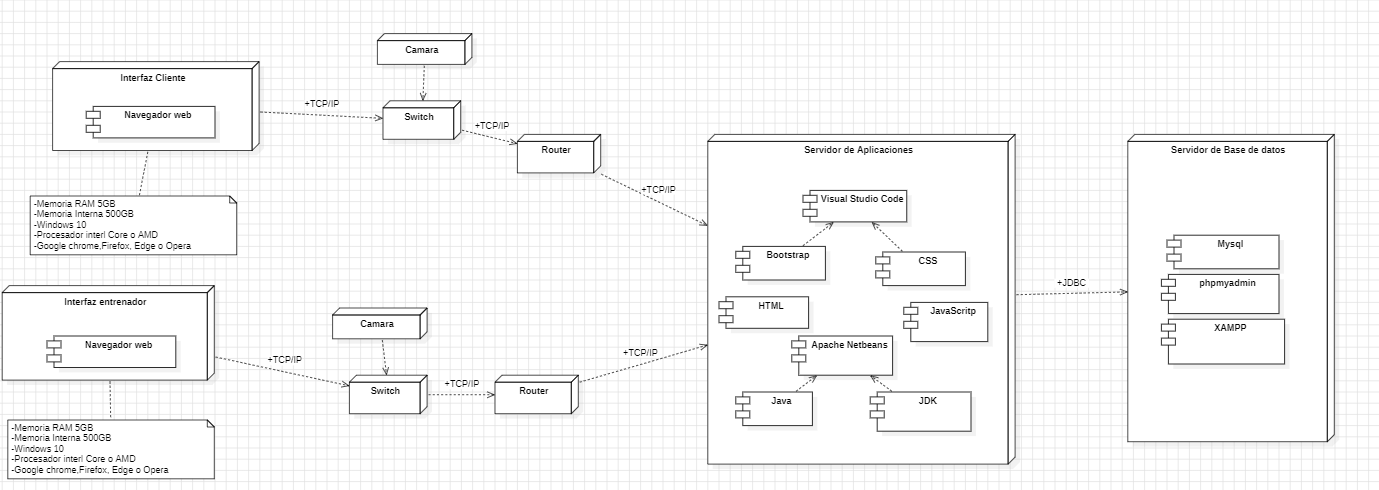 Camara
Interfaz Cliente
Navegador web
+TCP/IP
Switch
+TCP/IP
Router
+TCP/IP
-Memoria RAM 5GB
-Memoria Interna 500GB
-Windows 10
-Procesador interl Core o AMD
-Google chrome,Firefox, Edge o Opera
Interfaz entrenador
Navegador web
+TCP/IP
Camara
Switch
+TCP/IP
Router
+TCP/IP
-Memoria RAM 5GB
-Memoria Interna 500GB
-Windows 10
-Procesador interl Core o AMD
-Google chrome,Firefox, Edge o Opera
Servidor de Aplicaciones
Visual Studio Code
Bootstrap
CSS
HTML
JavaScritp
Apache Netbeans
Java
JDK
+JDBC
Servidor de Base de datos
Mysql
phpmyadmin
XAMPP